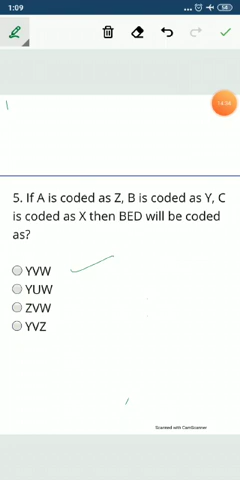 1:09
58
14:34
5. If A is coded as Z, B is coded as Y, C
is coded as X then BED will be coded
as?
YVW
YUW
ZVW
YVZ
Scanned with CamScanner